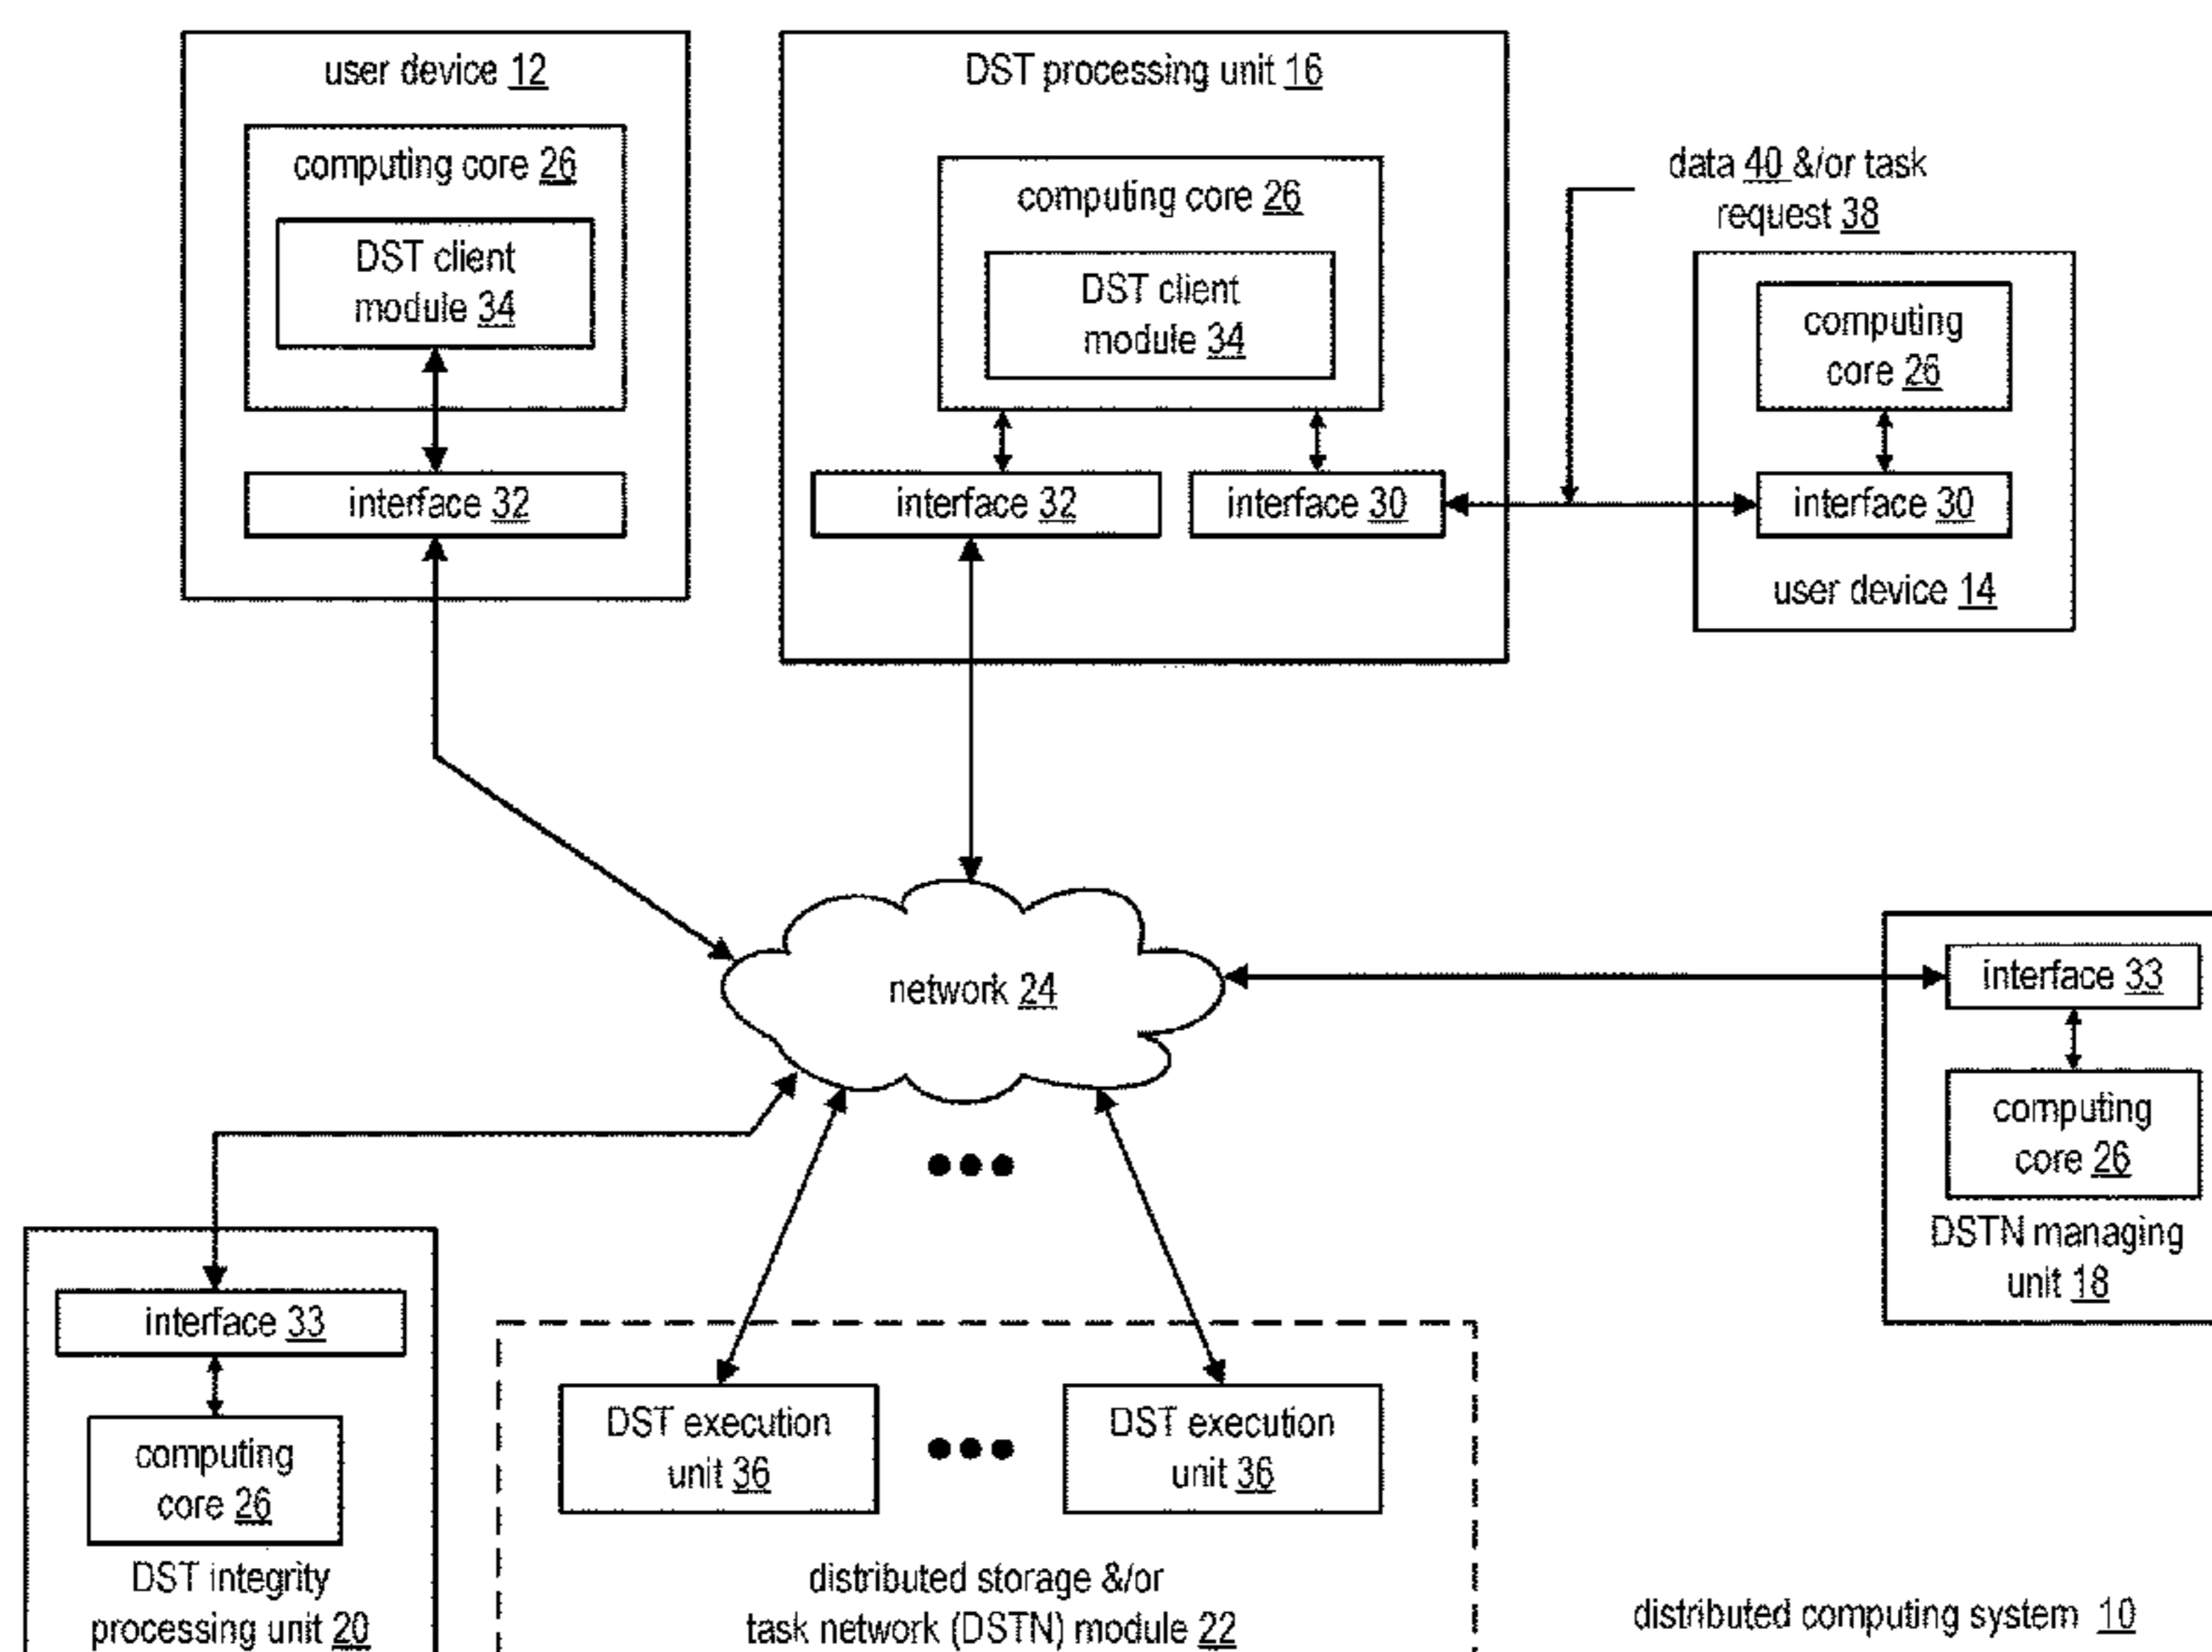 user device 12
computing core 26
DST client
module 34
interface 32
DST processing unit 16
computing core 26
DST client
module 34
interface 32
interface 30
data 40 &/or task
request 38
computing
core 26
interface 30
user device 14
network 24
interface 33
computing
core 26
DSTN managing
unit 18
interface 33
computing
core 26
DST integrity
processing unit 20
DST execution
unit 36
DST execution
unit 36
distributed storage &/or
task network (DSTN) module 22
distributed computing system 10